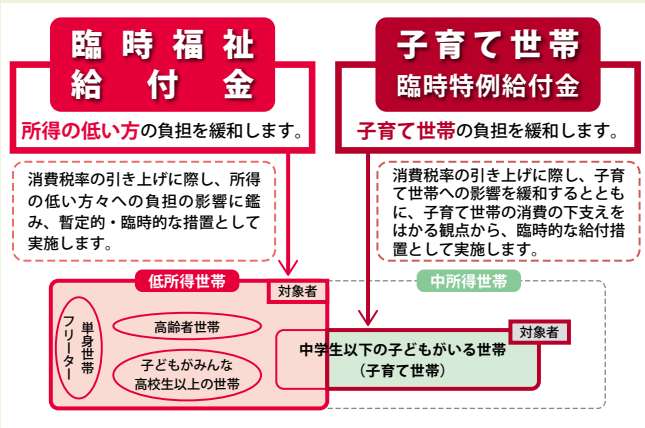 臨時福祉
給付金
所得の低い方の負担を緩和します。
消費税率の引き上げに際し、所得
の低い方々への負担の影響に鑑
み、暫定的・臨時的な措置として
実施します。
子育て世帯
臨時特例給付金
子育て世帯の負担を緩和します。
消費税率の引き上げに際し、子育
て世帯への影響を緩和するととも
に、子育て世帯の消費の下支えを
はかる観点から、臨時的な給付措
置として実施します。
低所得世帯
対象者
単身世帯
フリーター
高齢者世帯
子どもがみんな
高校生以上の世帯
中所得世帯
対象者
中学生以下の子どもがいる世帯
（子育て世帯）